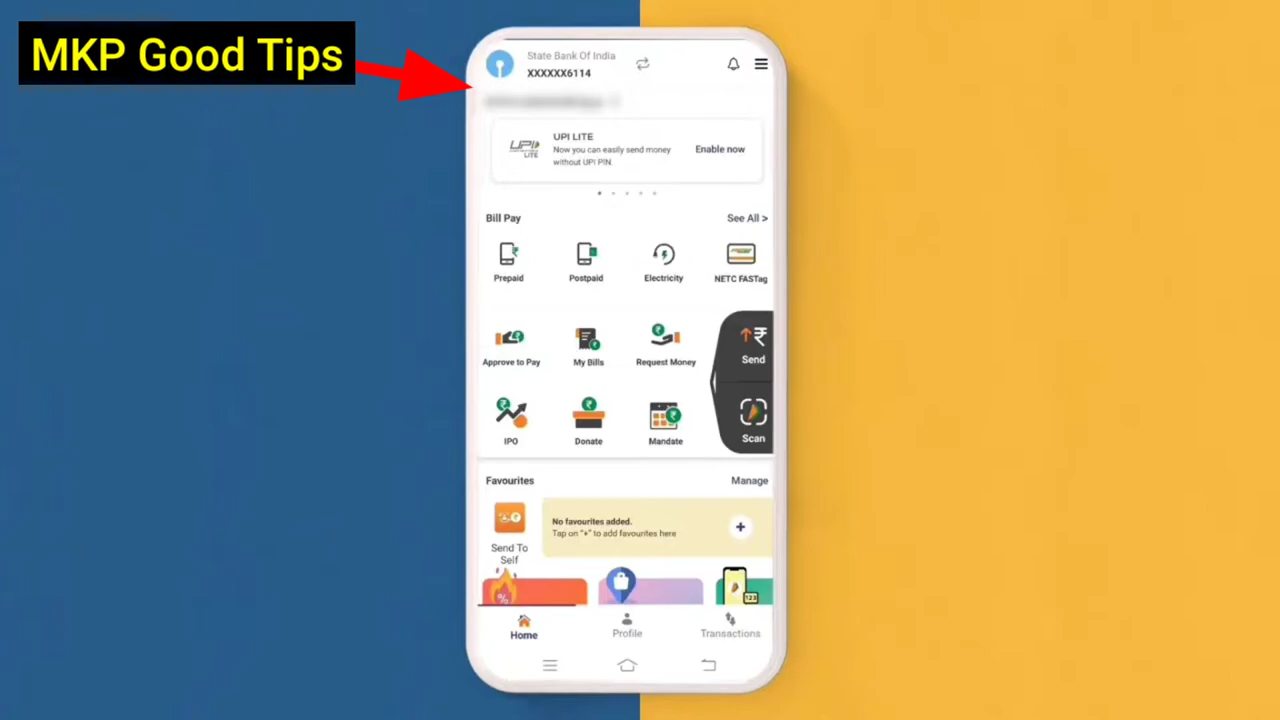 MKP Good Tips
State Bank Of India
XXXXXX6114
UPI LITE
UPI LITE
Now you can easily send money
without UPI PIN.
Enable now
Bill Pay
See All >
Prepaid
Postpaid
Electricity
NETC FASTag
Approve to Pay
My Bills
Request Money
Send
IPO
Donate
Mandate
Scan
Favourites
Manage
Send To
Self
No favourites added.
Tap on "+" to add favourites here
+
%
123
Home
Profile
Transactions